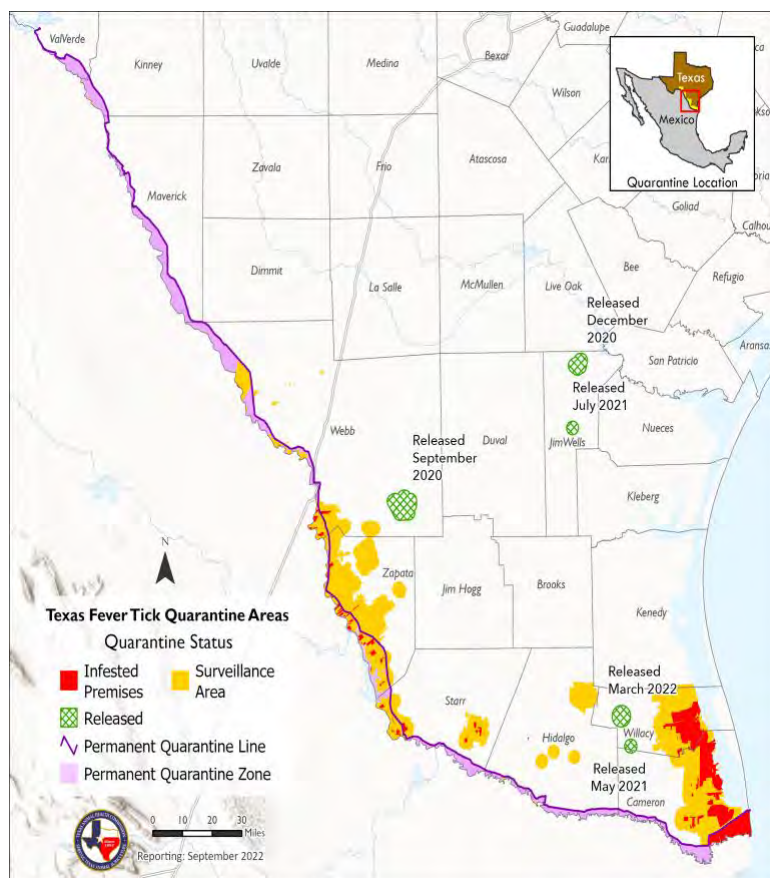 ValVerde
Kinney
Uvalde
Medina
Bexar
Guadalupe
Wilson
Texas
Mexico
Quarantine Location
Maverick
Zavala
Frio
Atascosa
Goliad
Calhou
Dimmit
La Salle
McMullen
Live Oak
Bee
Refugio
Released
December
2020
Aransas
San Patricio
Released
July 2021
Webb
Duval
JimWells
Nueces
Released
September
2020
Kleberg
N
Zapata
Jim Hogg
Brooks
Kenedy
Texas Fever Tick Quarantine Areas
Quarantine Status
Infested
Premises
Surveillance
Area
Released
Permanent Quarantine Line
Permanent Quarantine Zone
Released
March 2022
Starr
Hidalgo
Willacy
Released
May 2021
Cameron
0 10 20 30
Miles
Reporting: September 2022